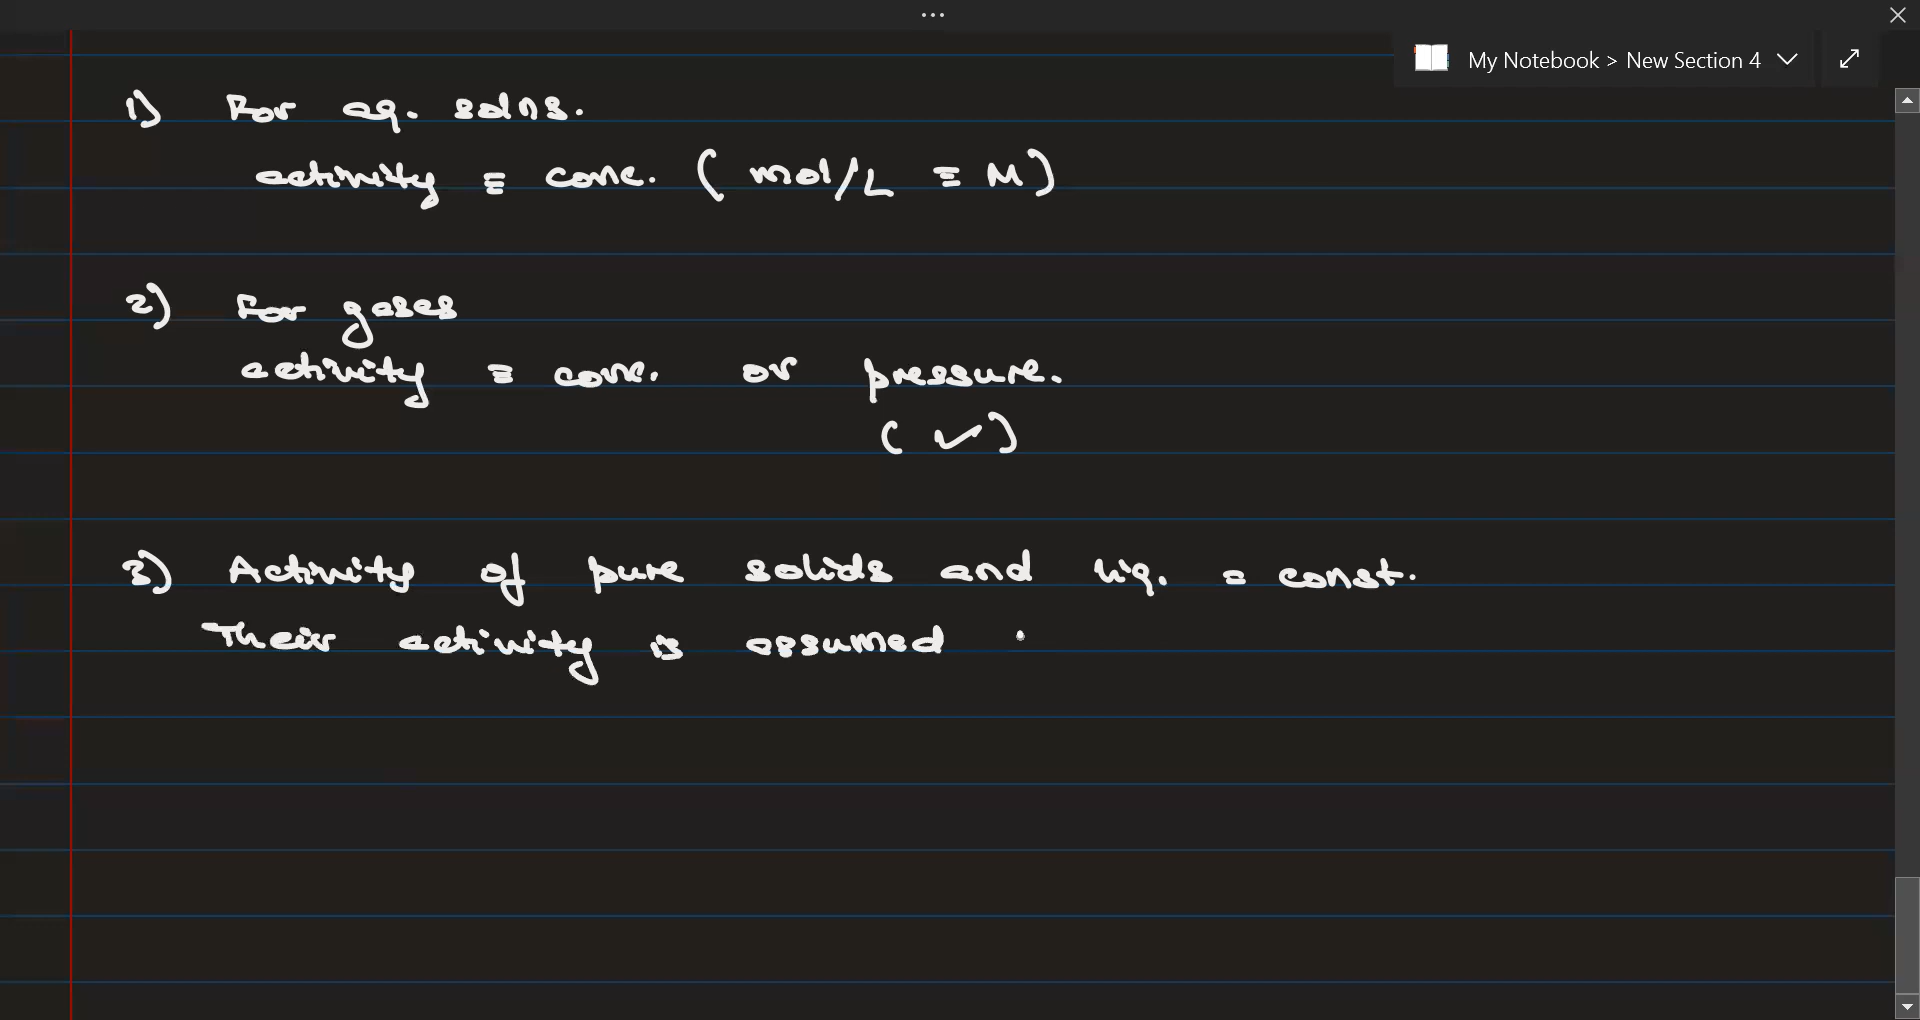 ...
My Notebook > New Section 4
1) For aq. solns.
activity ≡ conc. ( mol/L ≡ M )
2) For gases
activity ≡ conc. or pressure.
( ✓ )
3) Activity of pure solids and liq. = const.
Their activity is assumed